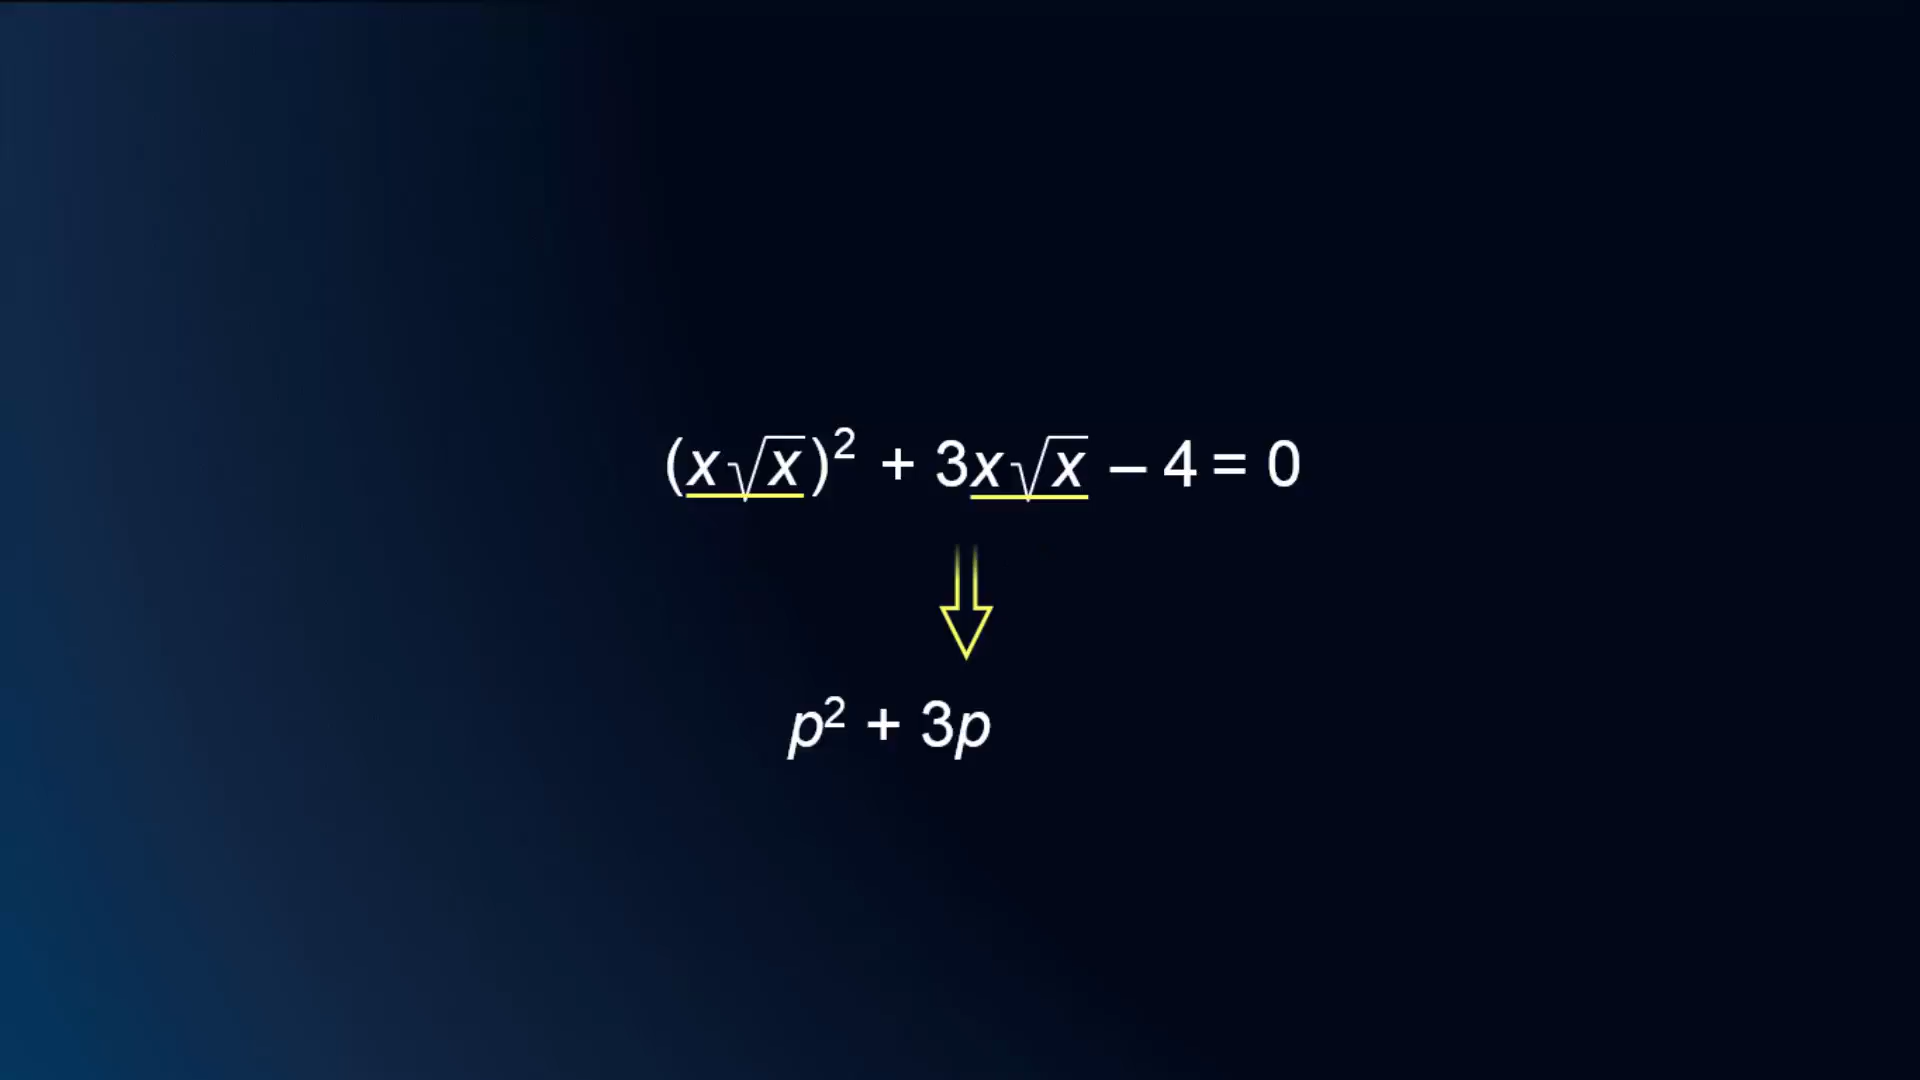 (x√x)² + 3x√x – 4 = 0
p² + 3p